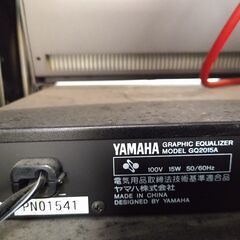 YAMAHA GRAPHIC EQUALIZER
MODEL GQ2015A
100V 15W 50/60Hz
電気用品取締法技術基準適合品
ヤマハ株式会社
MADE IN CHINA
DESIGNED BY YAMAHA
PN01541